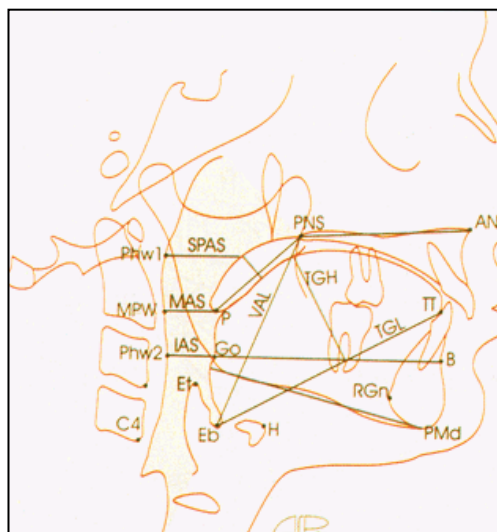 PNS
AN
SPAS
Phw1
TGH
VAL
MPW
MAS
P
TT
TGL
IAS
Phw2
Go
B
Et
RGn
C4
Eb
H
PMd